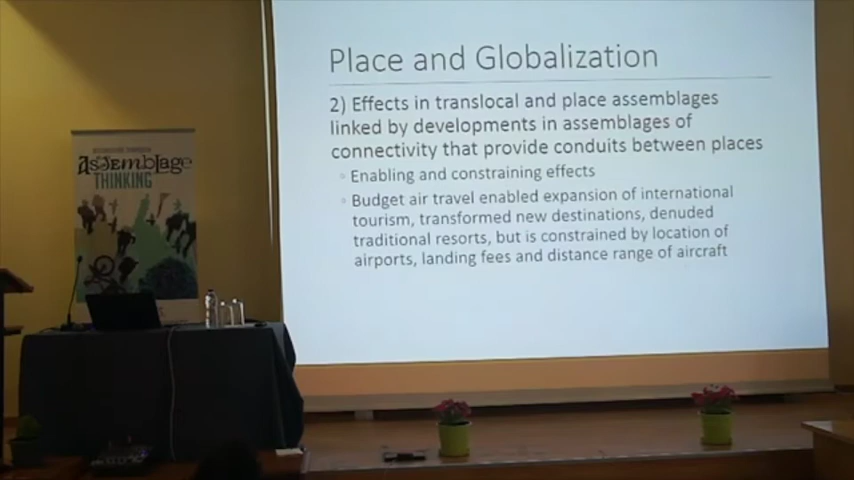 Place and Globalization
2) Effects in translocal and place assemblages
linked by developments in assemblages of
connectivity that provide conduits between places
◦ Enabling and constraining effects
◦ Budget air travel enabled expansion of international
tourism, transformed new destinations, denuded
traditional resorts, but is constrained by location of
airports, landing fees and distance range of aircraft
Assemblage
THINKING